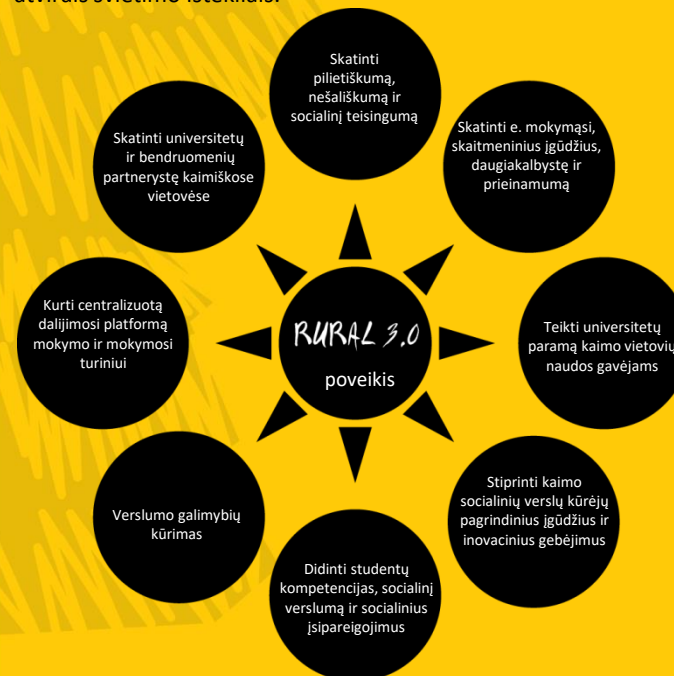 atvirais švietimo ištekliais.
Skatinti
pilietiškumą,
nešališkumą ir
socialinį teisingumą
Skatinti e. mokymąsi,
skaitmeninius įgūdžius,
daugiakalbystę ir
prieinamumą
Teikti universitetų
paramą kaimo vietovių
naudos gavėjams
Stiprinti kaimo
socialinių verslų kūrėjų
pagrindinius įgūdžius ir
inovacinius gebėjimus
Didinti studentų
kompetencijas, socialinį
verslumą ir socialinius
įsipareigojimus
Verslumo galimybių
kūrimas
Kurti centralizuotą
dalijimosi platformą
mokymo ir mokymosi
turiniui
Skatinti universitetų
ir bendruomenių
partnerystę kaimiškose
vietovėse
RURAL 3.0
poveikis